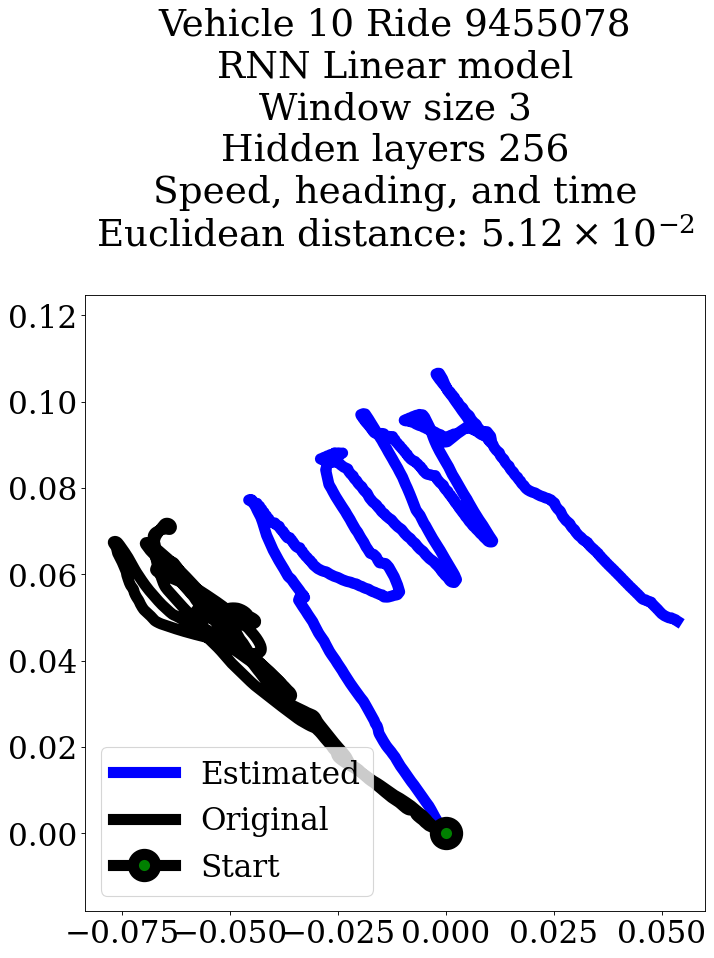 Vehicle 10 Ride 9455078
RNN Linear model
Window size 3
Hidden layers 256
Speed, heading, and time
Euclidean distance: 5.12 × 10⁻²
0.12
0.10
0.08
0.06
0.04
0.02
0.00
Estimated
Original
Start
−0.075 −0.050 −0.025 0.000 0.025 0.050